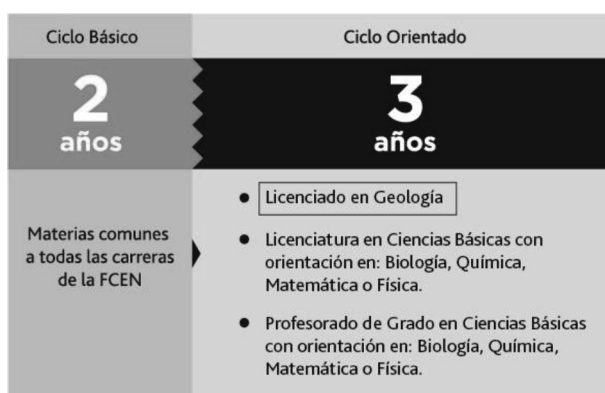 Ciclo Básico
Ciclo Orientado
2
años
3
años
Materias comunes
a todas las carreras
de la FCEN
● Licenciado en Geología
● Licenciatura en Ciencias Básicas con
orientación en: Biología, Química,
Matemática o Física.
● Profesorado de Grado en Ciencias Básicas
con orientación en: Biología, Química,
Matemática o Física.